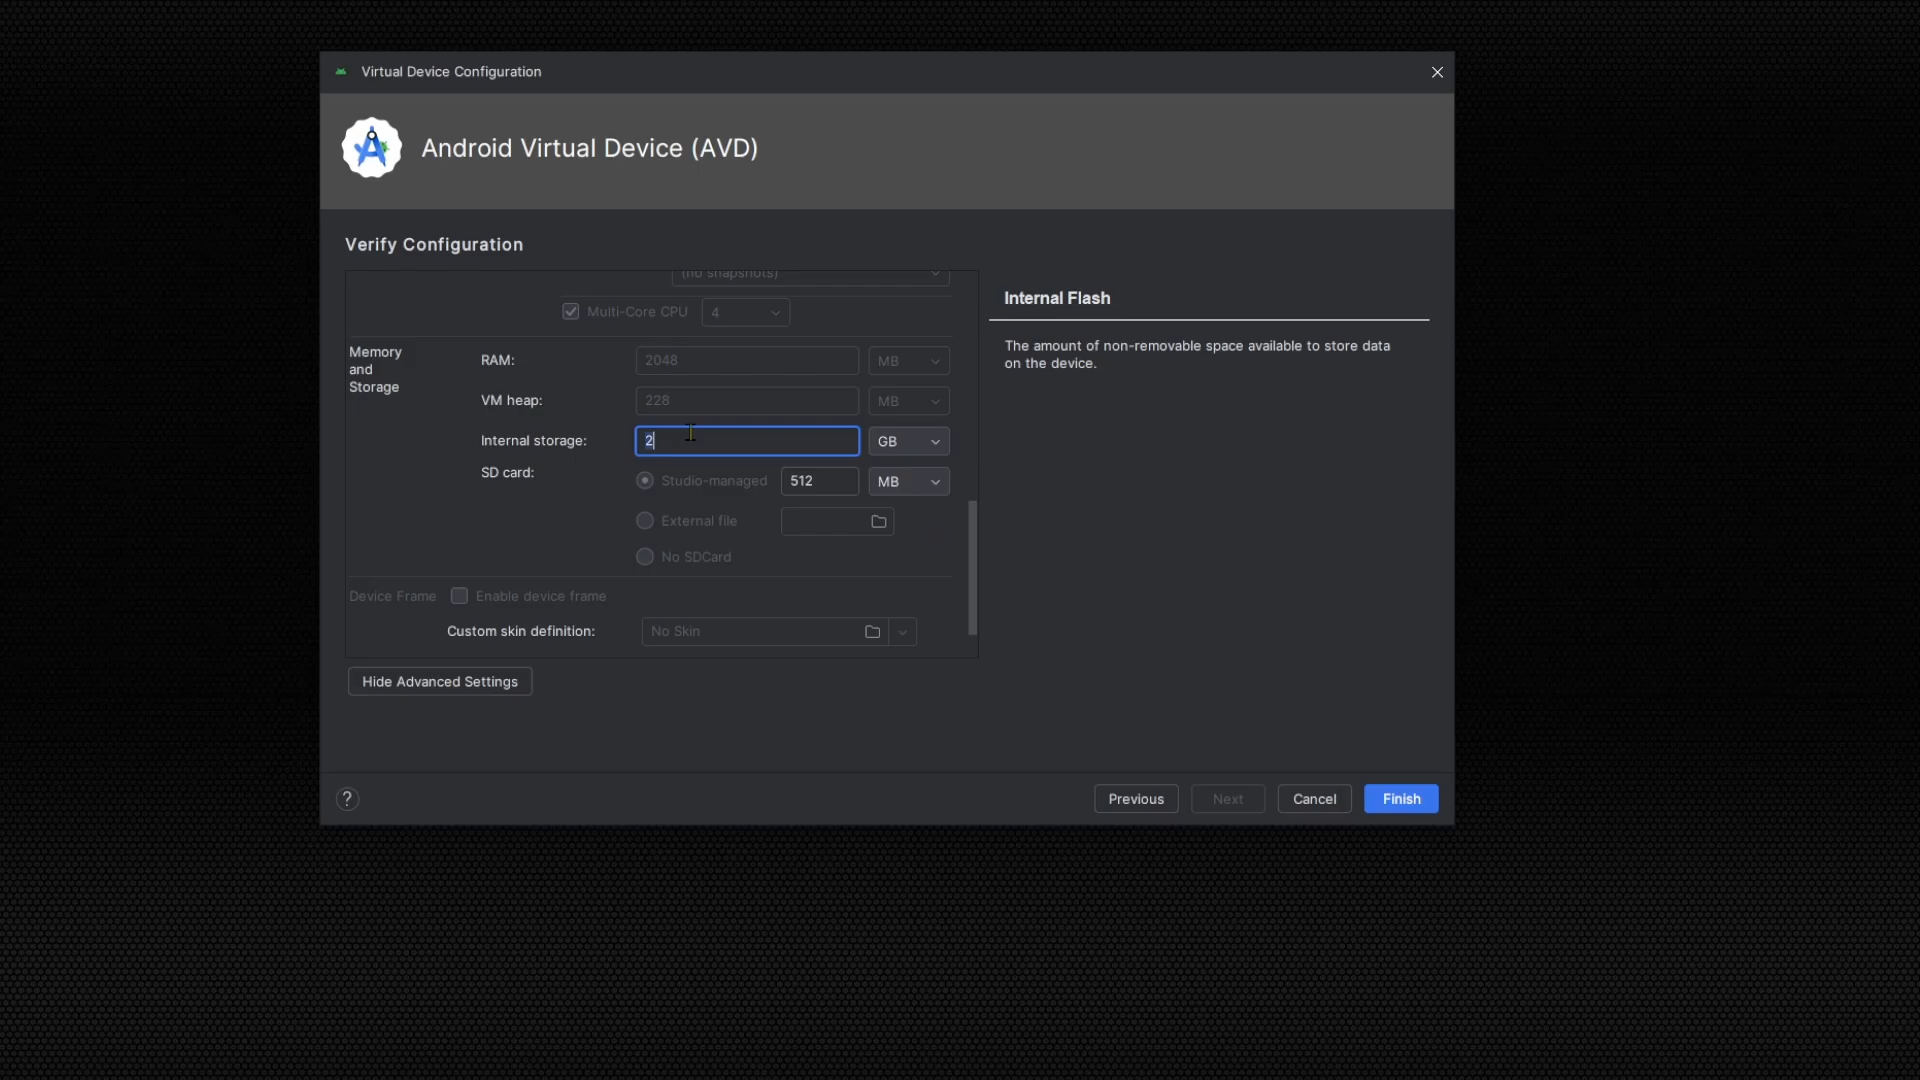 Virtual Device Configuration
Android Virtual Device (AVD)
Verify Configuration
(no snapshots)
Multi-Core CPU 4
Memory
and
Storage
RAM: 2048 MB
VM heap: 228 MB
Internal storage: 2 GB
SD card:
Studio-managed 512 MB
External file
No SDCard
Device Frame Enable device frame
Custom skin definition: No Skin
Hide Advanced Settings
Internal Flash
The amount of non-removable space available to store data
on the device.
?
Previous Next Cancel Finish